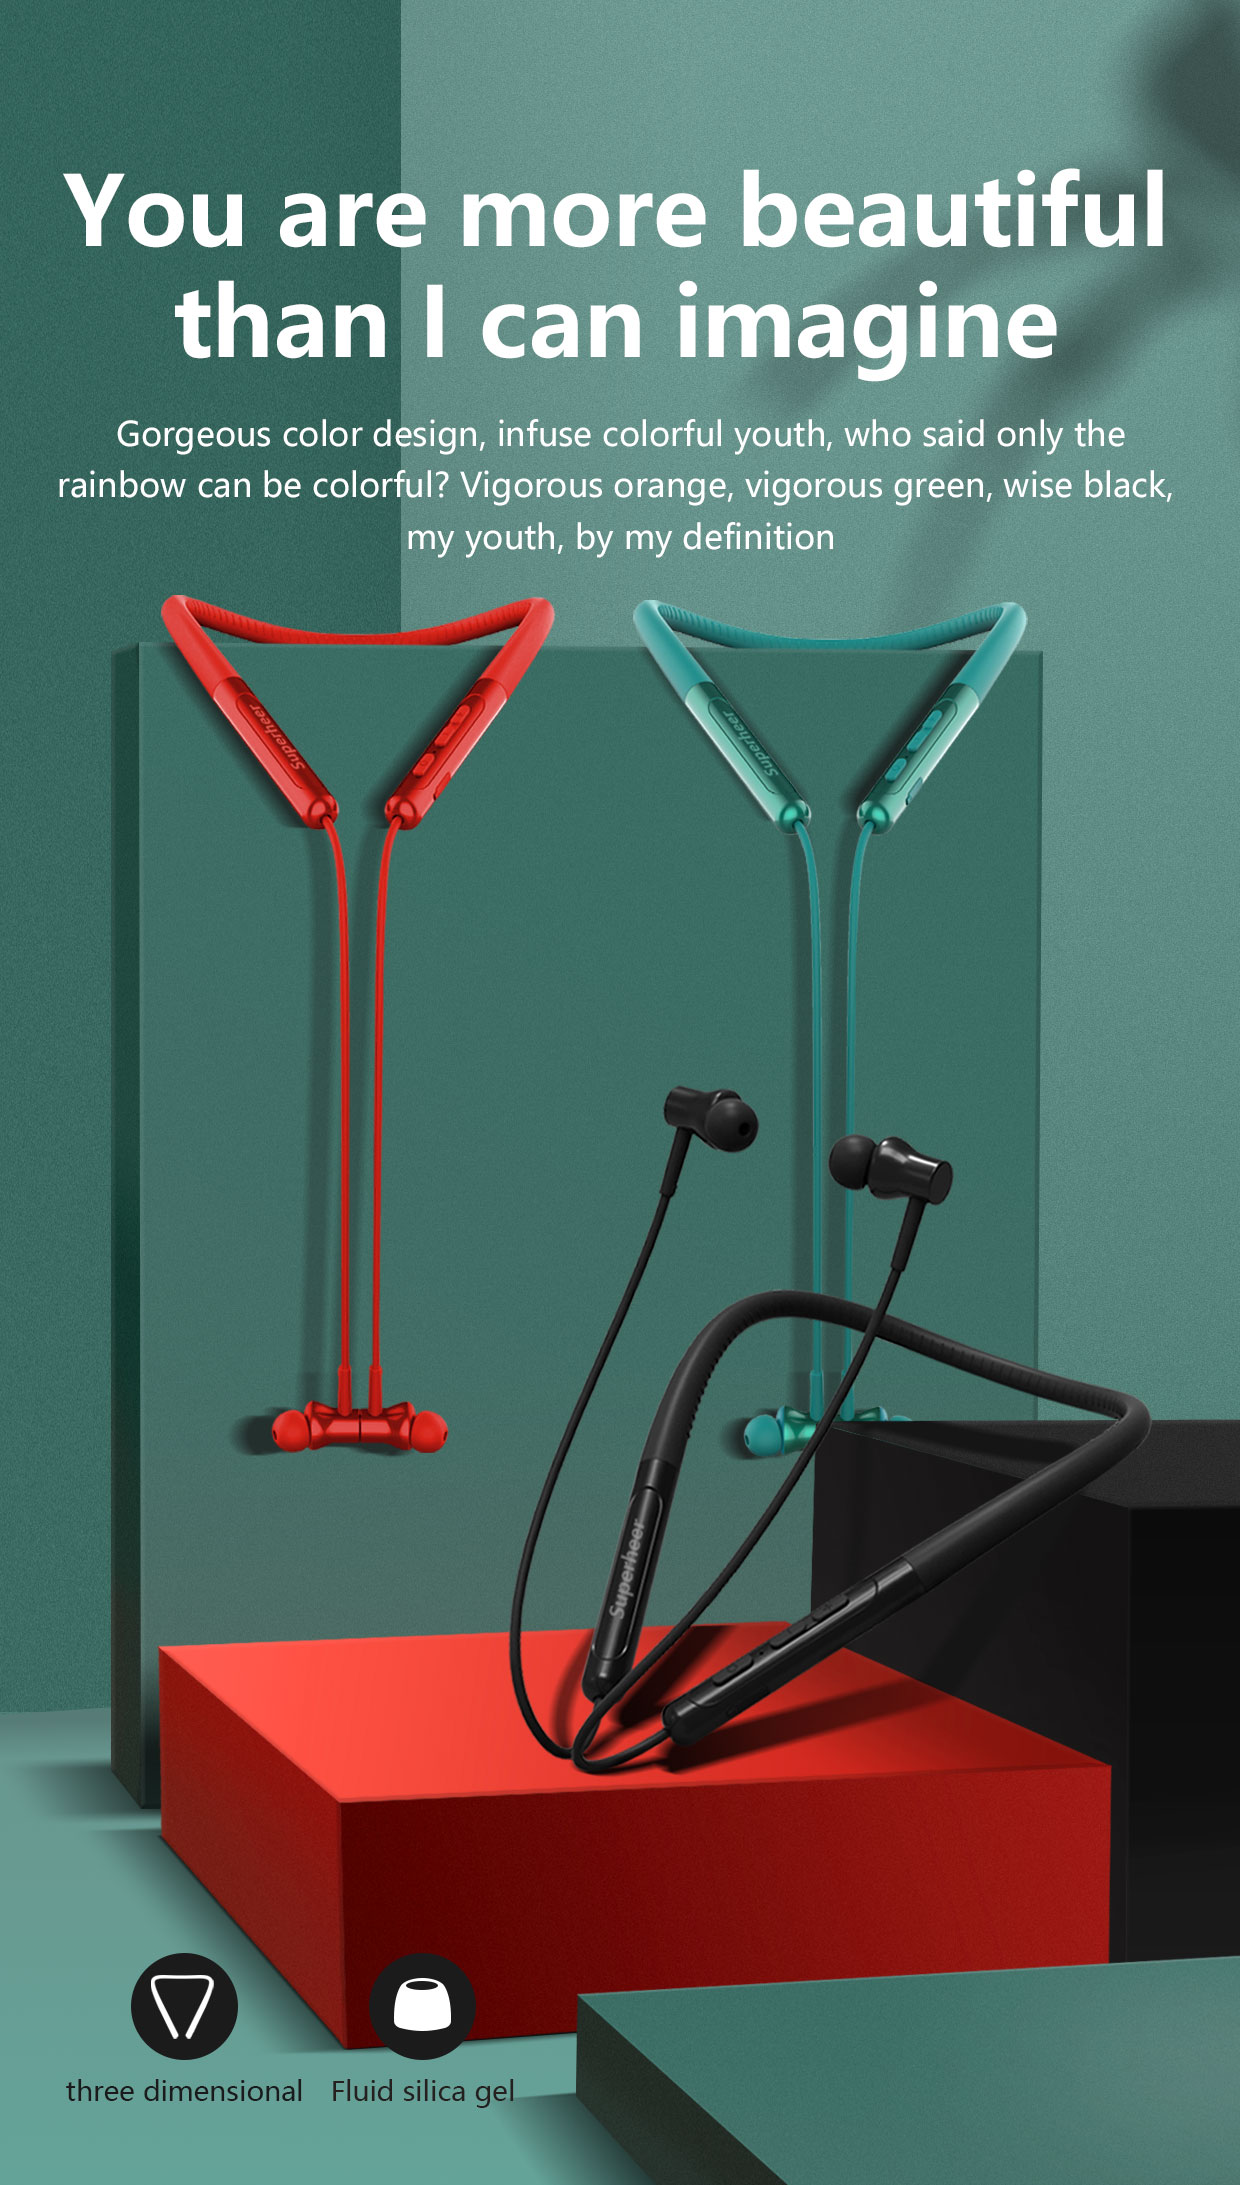 You are more beautiful
than I can imagine
Gorgeous color design, infuse colorful youth, who said only the
rainbow can be colorful? Vigorous orange, vigorous green, wise black,
my youth, by my definition
Superheer
Superheer
Superheer
three dimensional
Fluid silica gel